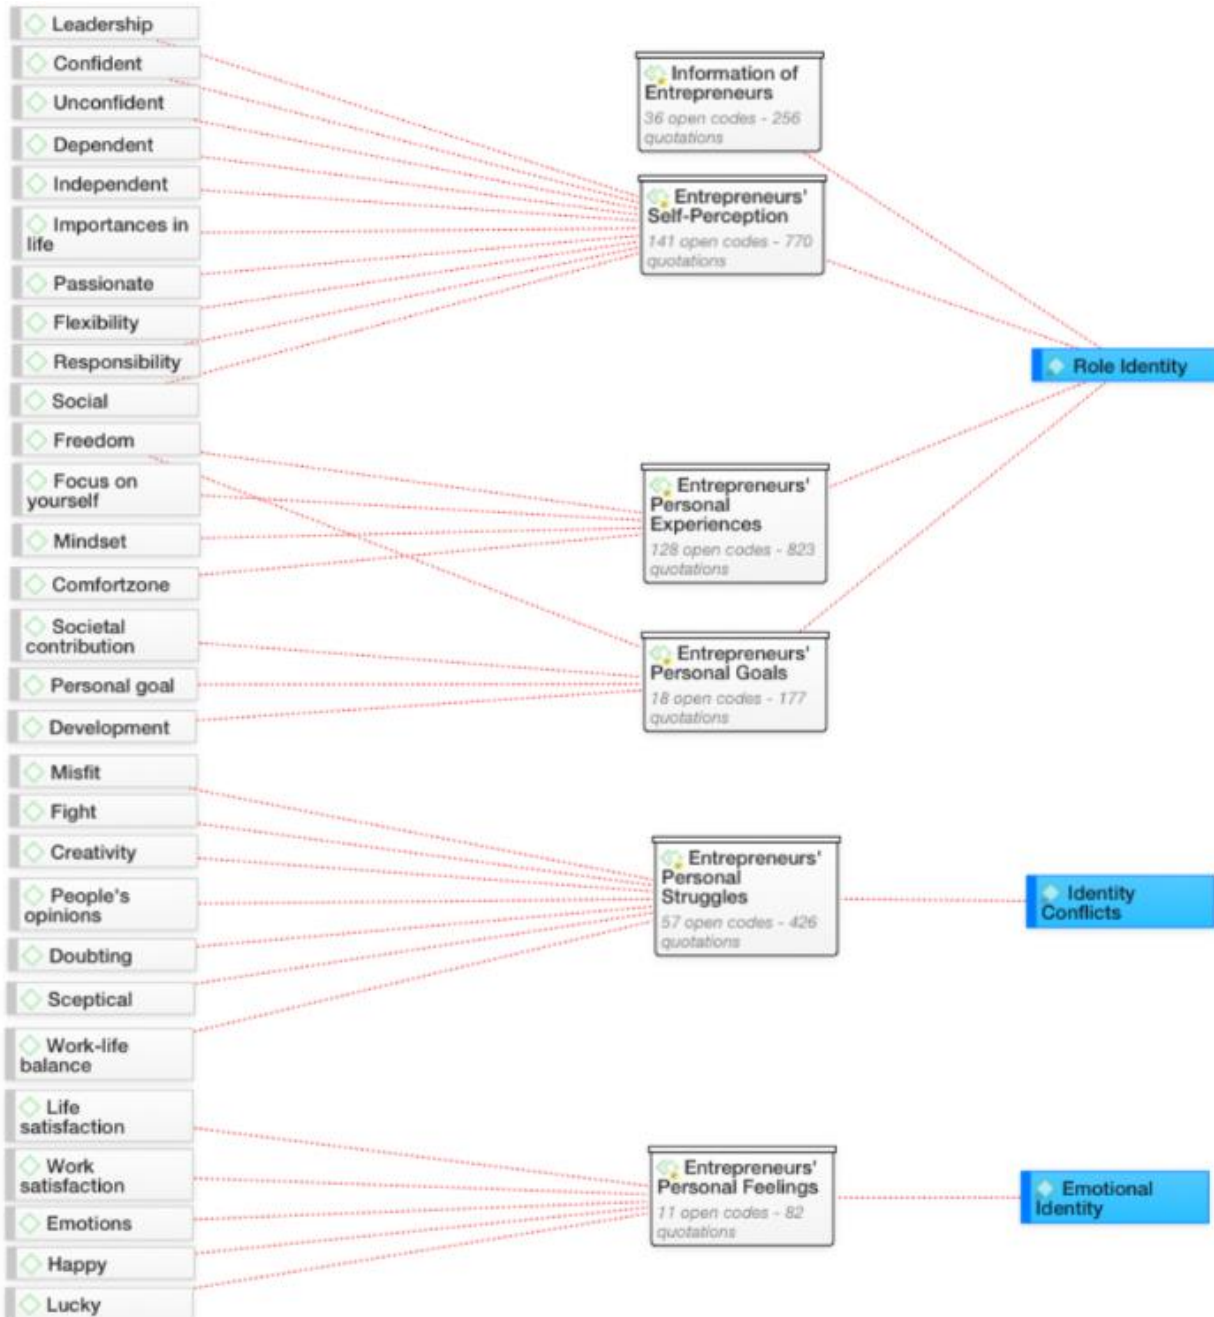 Leadership
Confident
Unconfident
Dependent
Independent
Importances in
life
Passionate
Flexibility
Responsibility
Social
Freedom
Focus on
yourself
Mindset
Comfortzone
Societal
contribution
Personal goal
Development
Misfit
Fight
Creativity
People's
opinions
Doubting
Sceptical
Work-life
balance
Life
satisfaction
Work
satisfaction
Emotions
Happy
Lucky
Information of
Entrepreneurs
36 open codes - 256
quotations
Entrepreneurs'
Self-Perception
141 open codes - 770
quotations
Entrepreneurs'
Personal
Experiences
128 open codes - 823
quotations
Entrepreneurs'
Personal Goals
18 open codes - 177
quotations
Entrepreneurs'
Personal
Struggles
57 open codes - 426
quotations
Entrepreneurs'
Personal Feelings
11 open codes - 82
quotations
Role Identity
Identity
Conflicts
Emotional
Identity